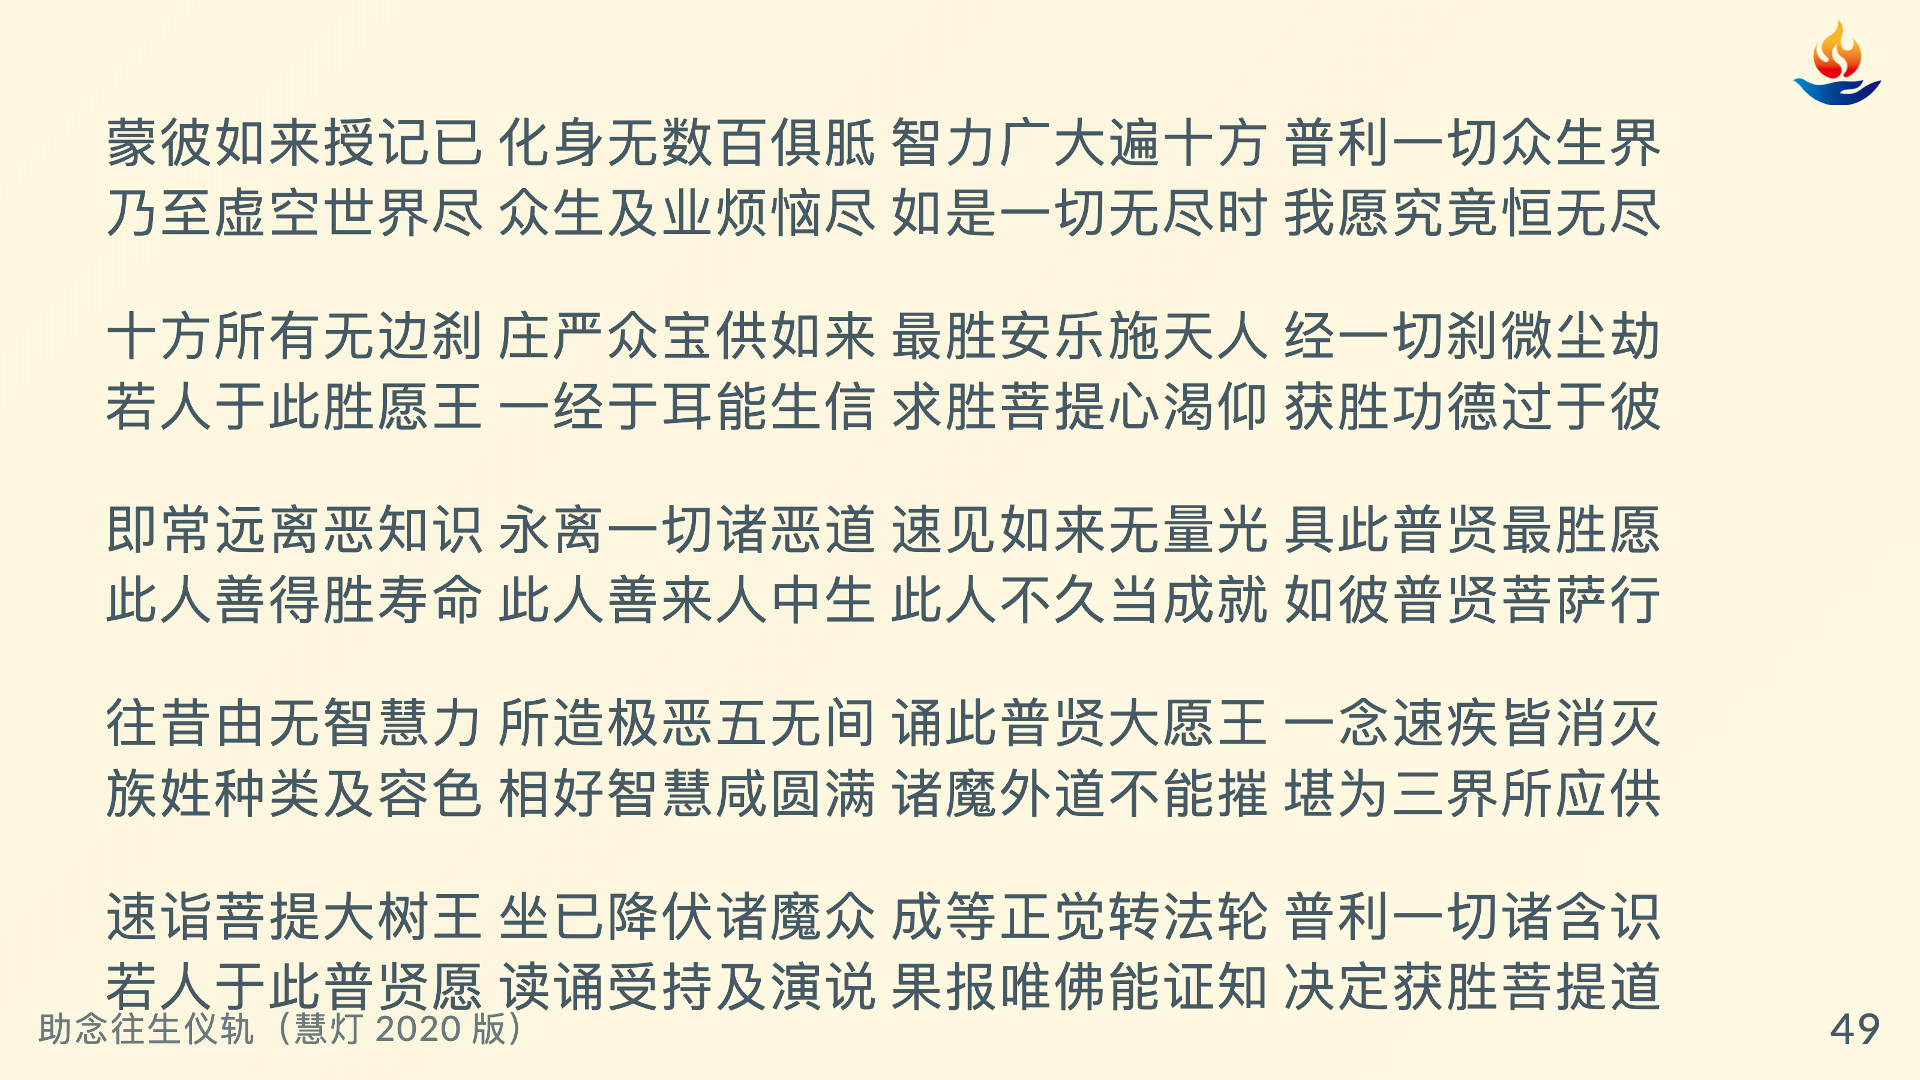 蒙彼如来授记已 化身无数百俱胝 智力广大遍十方 普利一切众生界
乃至虚空世界尽 众生及业烦恼尽 如是一切无尽时 我愿究竟恒无尽
十方所有无边刹 庄严众宝供如来 最胜安乐施天人 经一切刹微尘劫
若人于此胜愿王 一经于耳能生信 求胜菩提心渴仰 获胜功德过于彼
即常远离恶知识 永离一切诸恶道 速见如来无量光 具此普贤最胜愿
此人善得胜寿命 此人善来人中生 此人不久当成就 如彼普贤菩萨行
往昔由无智慧力 所造极恶五无间 诵此普贤大愿王 一念速疾皆消灭
族姓种类及容色 相好智慧咸圆满 诸魔外道不能摧 堪为三界所应供
速诣菩提大树王 坐已降伏诸魔众 成等正觉转法轮 普利一切诸含识
若人于此普贤愿 读诵受持及演说 果报唯佛能证知 决定获胜菩提道
助念往生仪轨（慧灯 2020 版）
49